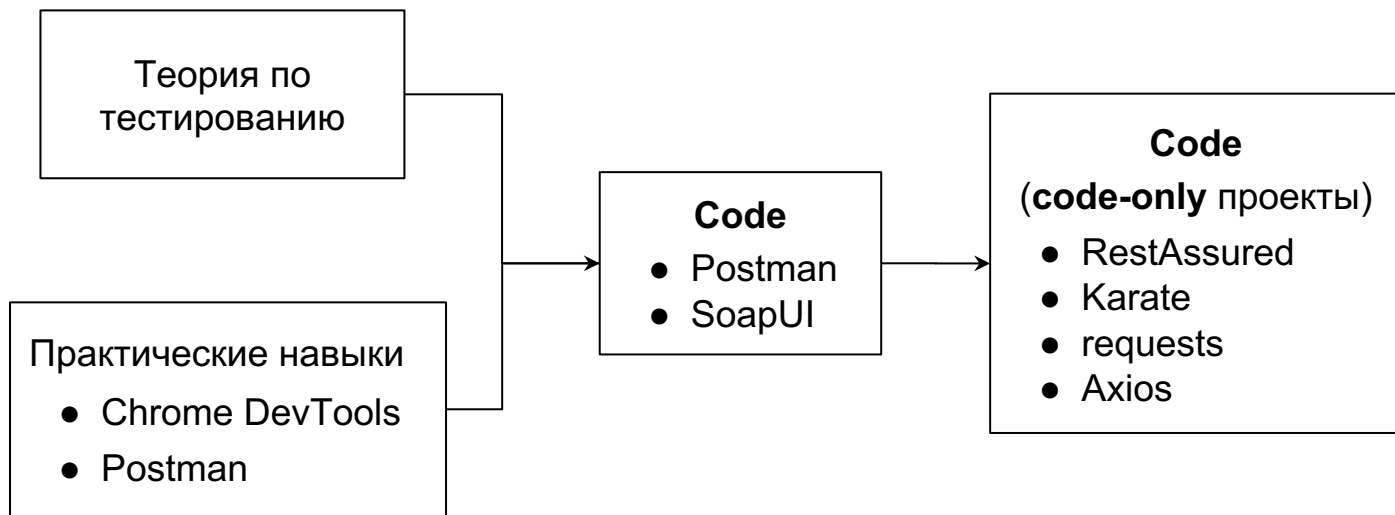 Теория по
тестированию
Практические навыки
● Chrome DevTools
● Postman
Code
● Postman
● SoapUI
Code
(code-only проекты)
● RestAssured
● Karate
● requests
● Axios